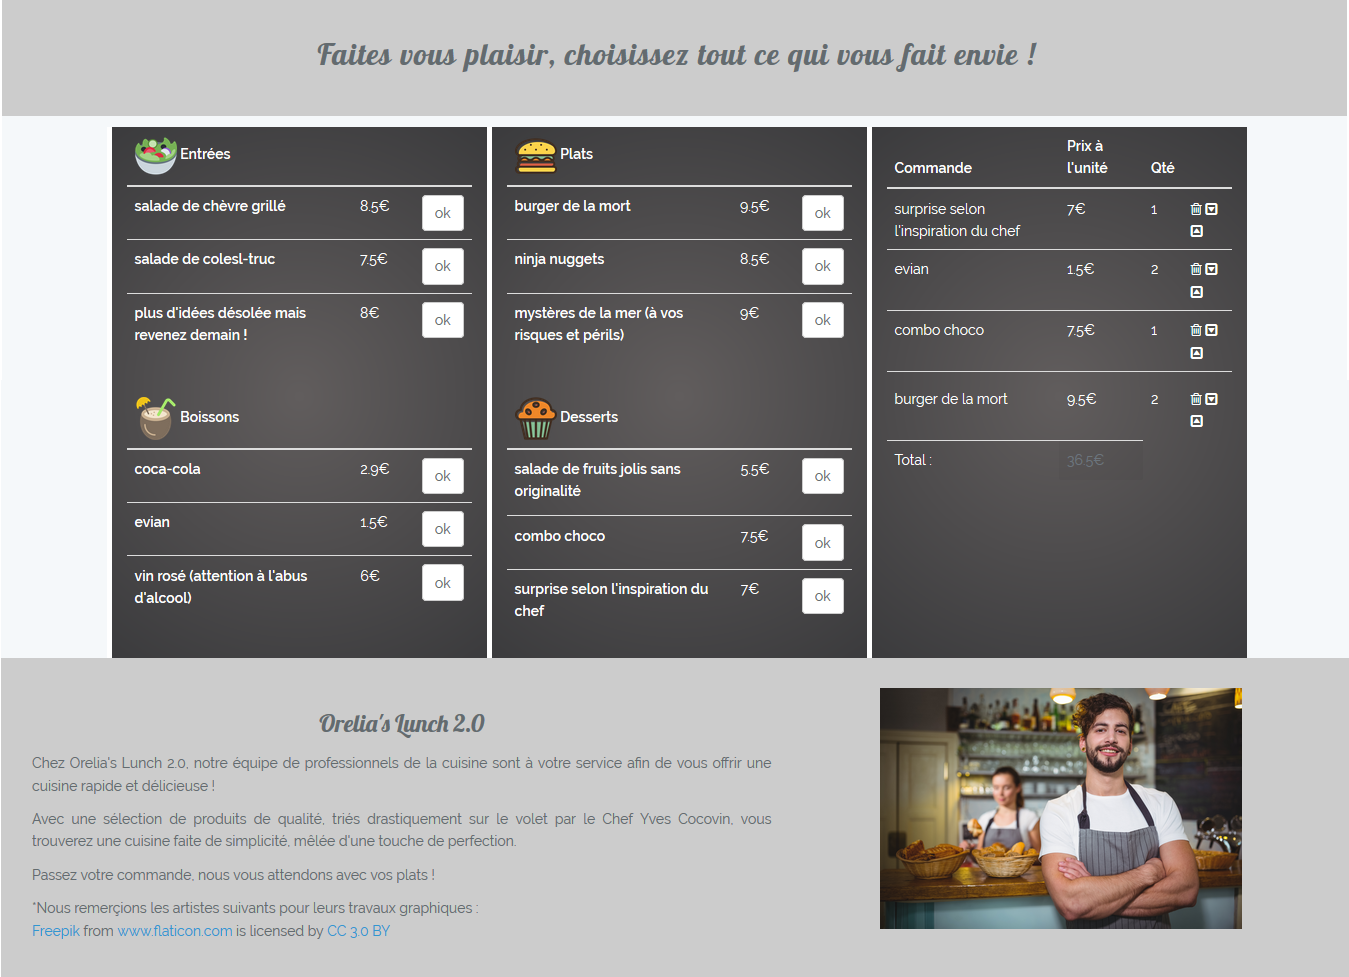 Faites vous plaisir, choisissez tout ce qui vous fait envie !
Entrées
salade de chèvre grillé 8.5€ ok
salade de colesl-truc 7.5€ ok
plus d'idées désolée mais 8€ ok
revenez demain !
Boissons
coca-cola 2.9€ ok
evian 1.5€ ok
vin rosé (attention à l'abus 6€ ok
d'alcool)
Plats
burger de la mort 9.5€ ok
ninja nuggets 8.5€ ok
mystères de la mer (à vos 9€ ok
risques et périls)
Desserts
salade de fruits jolis sans 5.5€ ok
originalité
combo choco 7.5€ ok
surprise selon l'inspiration du 7€ ok
chef
Prix à
Commande l'unité Qté
surprise selon 7€ 1
l'inspiration du chef
evian 1.5€ 2
combo choco 7.5€ 1
burger de la mort 9.5€ 2
Total : 36.5€
Orelia's Lunch 2.0
Chez Orelia's Lunch 2.0, notre équipe de professionnels de la cuisine sont à votre service afin de vous offrir une
cuisine rapide et délicieuse !
Avec une sélection de produits de qualité, triés drastiquement sur le volet par le Chef Yves Cocovin, vous
trouverez une cuisine faite de simplicité, mêlée d'une touche de perfection.
Passez votre commande, nous vous attendons avec vos plats !
*Nous remerçions les artistes suivants pour leurs travaux graphiques :
Freepik from www.flaticon.com is licensed by CC 3.0 BY